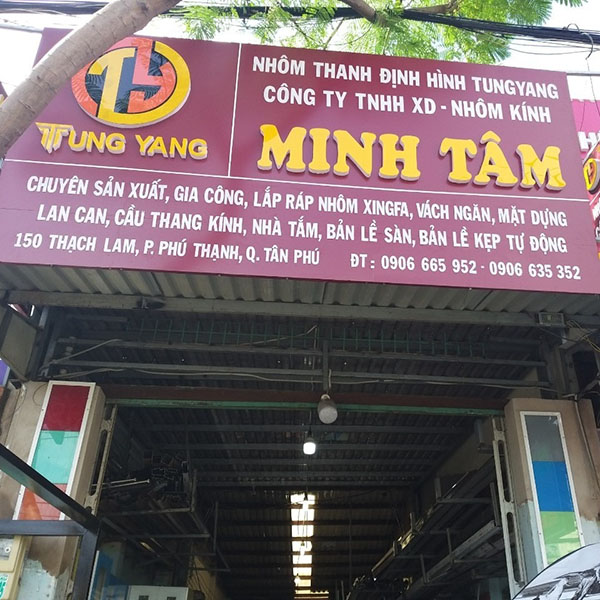 TY
TUNG YANG
NHÔM THANH ĐỊNH HÌNH TUNGYANG
CÔNG TY TNHH XD - NHÔM KÍNH
MINH TÂM
CHUYÊN SẢN XUẤT, GIA CÔNG, LẮP RÁP NHÔM XINGFA, VÁCH NGĂN, MẶT DỰNG
LAN CAN, CẦU THANG KÍNH, NHÀ TẮM, BẢN LỀ SÀN, BẢN LỀ KẸP TỰ ĐỘNG
150 THẠCH LAM, P. PHÚ THẠNH, Q. TÂN PHÚ ĐT : 0906 665 952 - 0906 635 352